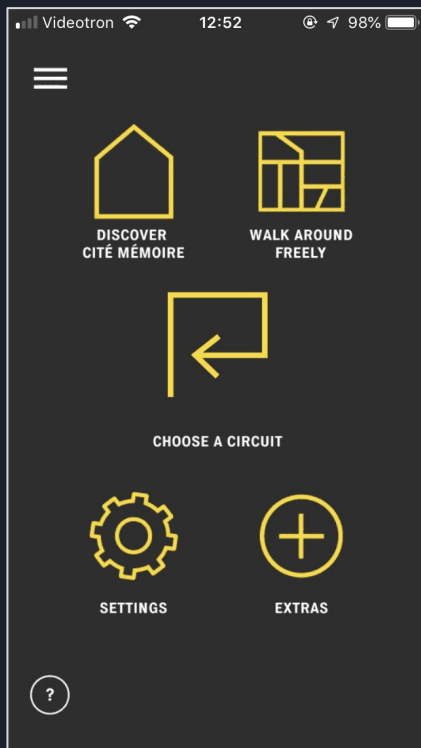 Videotron 12:52 98%
DISCOVER
CITÉ MÉMOIRE
WALK AROUND
FREELY
CHOOSE A CIRCUIT
SETTINGS
EXTRAS
?